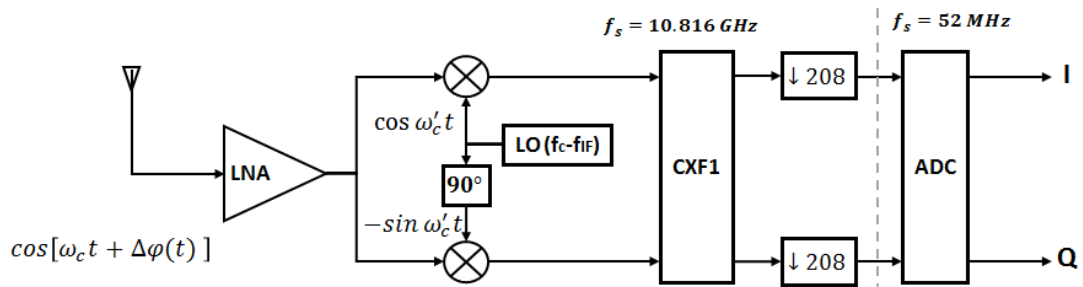 f_s = 10.816 GHz
f_s = 52 MHz
↓ 208
I
cos ω′_c t
LO (fc-fIF)
LNA
90°
CXF1
ADC
−sin ω′_c t
cos[ω_c t + Δφ(t) ]
↓ 208
Q